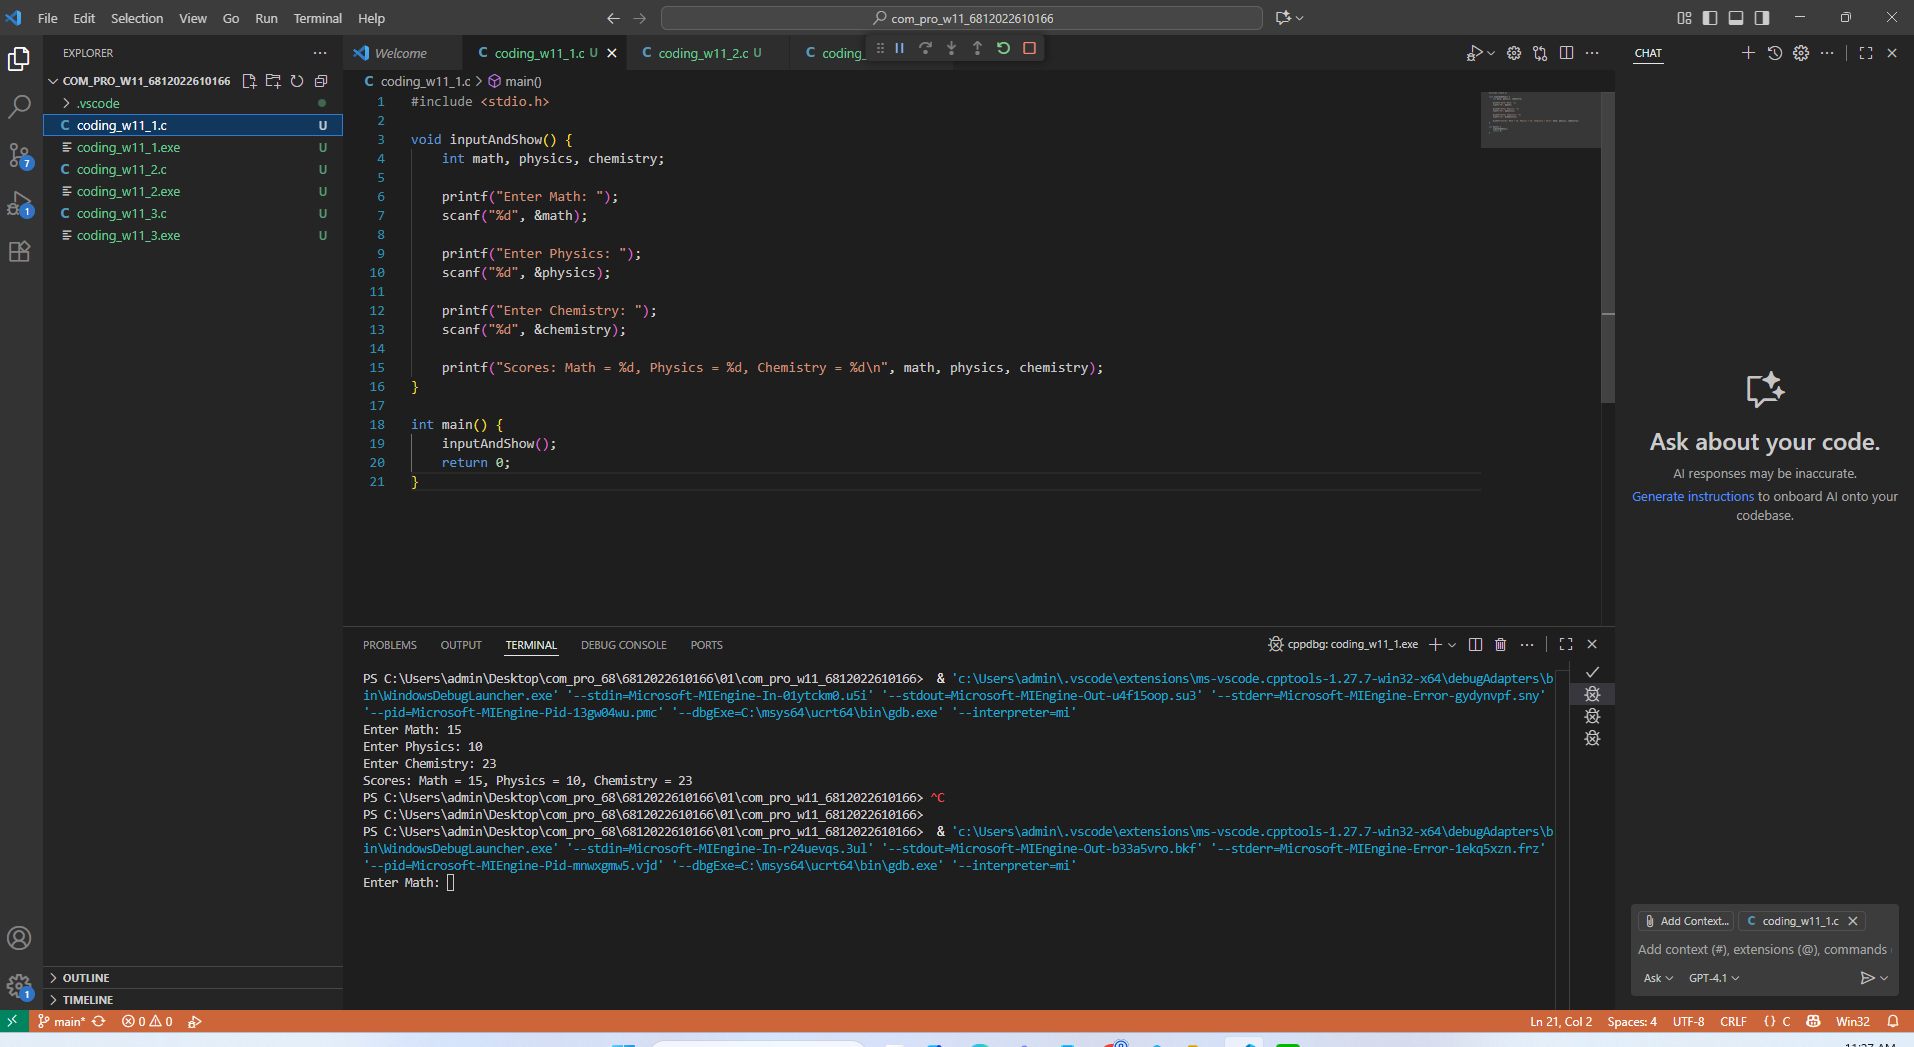 File Edit Selection View Go Run Terminal Help
com_pro_w11_6812022610166
EXPLORER
COM_PRO_W11_6812022610166
.vscode
coding_w11_1.c U
coding_w11_1.exe U
coding_w11_2.c U
coding_w11_2.exe U
coding_w11_3.c U
coding_w11_3.exe U
7
1
OUTLINE
TIMELINE
1
Welcome
C coding_w11_1.c U
C coding_w11_2.c U
C coding_
C coding_w11_1.c > main()
1 #include <stdio.h>
2
3 void inputAndShow() {
4 int math, physics, chemistry;
5
6 printf("Enter Math: ");
7 scanf("%d", &math);
8
9 printf("Enter Physics: ");
10 scanf("%d", &physics);
11
12 printf("Enter Chemistry: ");
13 scanf("%d", &chemistry);
14
15 printf("Scores: Math = %d, Physics = %d, Chemistry = %d\n", math, physics, chemistry);
16 }
17
18 int main() {
19 inputAndShow();
20 return 0;
21 }
PROBLEMS OUTPUT TERMINAL DEBUG CONSOLE PORTS
cppdbg: coding_w11_1.exe
PS C:\Users\admin\Desktop\com_pro_68\6812022610166\01\com_pro_w11_6812022610166> & 'c:\Users\admin\.vscode\extensions\ms-vscode.cpptools-1.27.7-win32-x64\debugAdapters\b
in\WindowsDebugLauncher.exe' '--stdin=Microsoft-MIEngine-In-01ytckm0.u5i' '--stdout=Microsoft-MIEngine-Out-u4f15oop.su3' '--stderr=Microsoft-MIEngine-Error-gydynvpf.sny'
'--pid=Microsoft-MIEngine-Pid-13gw04wu.pmc' '--dbgExe=C:\msys64\ucrt64\bin\gdb.exe' '--interpreter=mi'
Enter Math: 15
Enter Physics: 10
Enter Chemistry: 23
Scores: Math = 15, Physics = 10, Chemistry = 23
PS C:\Users\admin\Desktop\com_pro_68\6812022610166\01\com_pro_w11_6812022610166> ^C
PS C:\Users\admin\Desktop\com_pro_68\6812022610166\01\com_pro_w11_6812022610166>
PS C:\Users\admin\Desktop\com_pro_68\6812022610166\01\com_pro_w11_6812022610166> & 'c:\Users\admin\.vscode\extensions\ms-vscode.cpptools-1.27.7-win32-x64\debugAdapters\b
in\WindowsDebugLauncher.exe' '--stdin=Microsoft-MIEngine-In-r24uevqs.3ul' '--stdout=Microsoft-MIEngine-Out-b33a5vro.bkf' '--stderr=Microsoft-MIEngine-Error-1ekq5xzn.frz'
'--pid=Microsoft-MIEngine-Pid-mnwxgmw5.vjd' '--dbgExe=C:\msys64\ucrt64\bin\gdb.exe' '--interpreter=mi'
Enter Math:
CHAT
Ask about your code.
AI responses may be inaccurate.
Generate instructions to onboard AI onto your
codebase.
Add Context...
C coding_w11_1.c
Add context (#), extensions (@), commands
Ask
GPT-4.1
main*
0 0
Ln 21, Col 2
Spaces: 4
UTF-8
CRLF
{} C
Win32